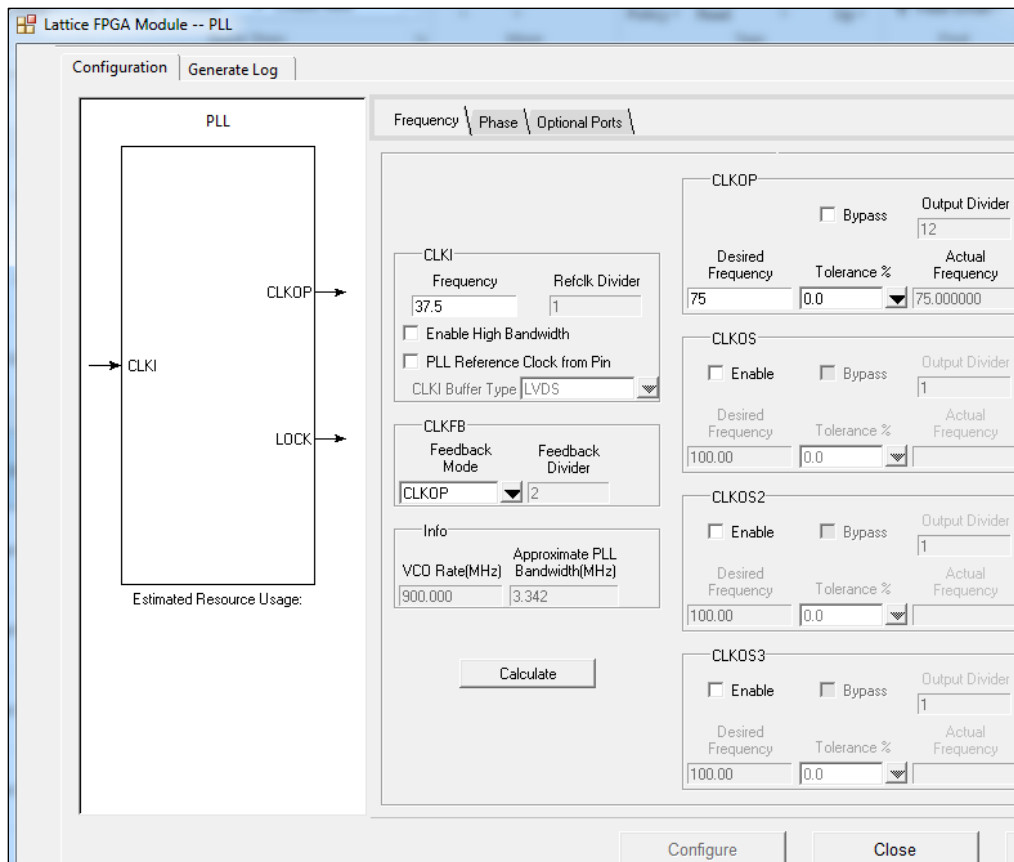 Lattice FPGA Module -- PLL
Configuration
Generate Log
PLL
CLKI
CLKOP
LOCK
Estimated Resource Usage:
Frequency
Phase
Optional Ports
CLKI
Frequency
Refclk Divider
37.5
1
Enable High Bandwidth
PLL Reference Clock from Pin
CLKI Buffer Type
LVDS
CLKFB
Feedback
Mode
Feedback
Divider
CLKOP
2
Info
VCO Rate(MHz)
Approximate PLL
Bandwidth(MHz)
900.000
3.342
Calculate
CLKOP
Bypass
Output Divider
12
Desired
Frequency
Tolerance %
Actual
Frequency
75
0.0
75.000000
CLKOS
Enable
Bypass
Output Divider
1
Desired
Frequency
Tolerance %
Actual
Frequency
100.00
0.0
CLKOS2
Enable
Bypass
Output Divider
1
Desired
Frequency
Tolerance %
Actual
Frequency
100.00
0.0
CLKOS3
Enable
Bypass
Output Divider
1
Desired
Frequency
Tolerance %
Actual
Frequency
100.00
0.0
Configure
Close